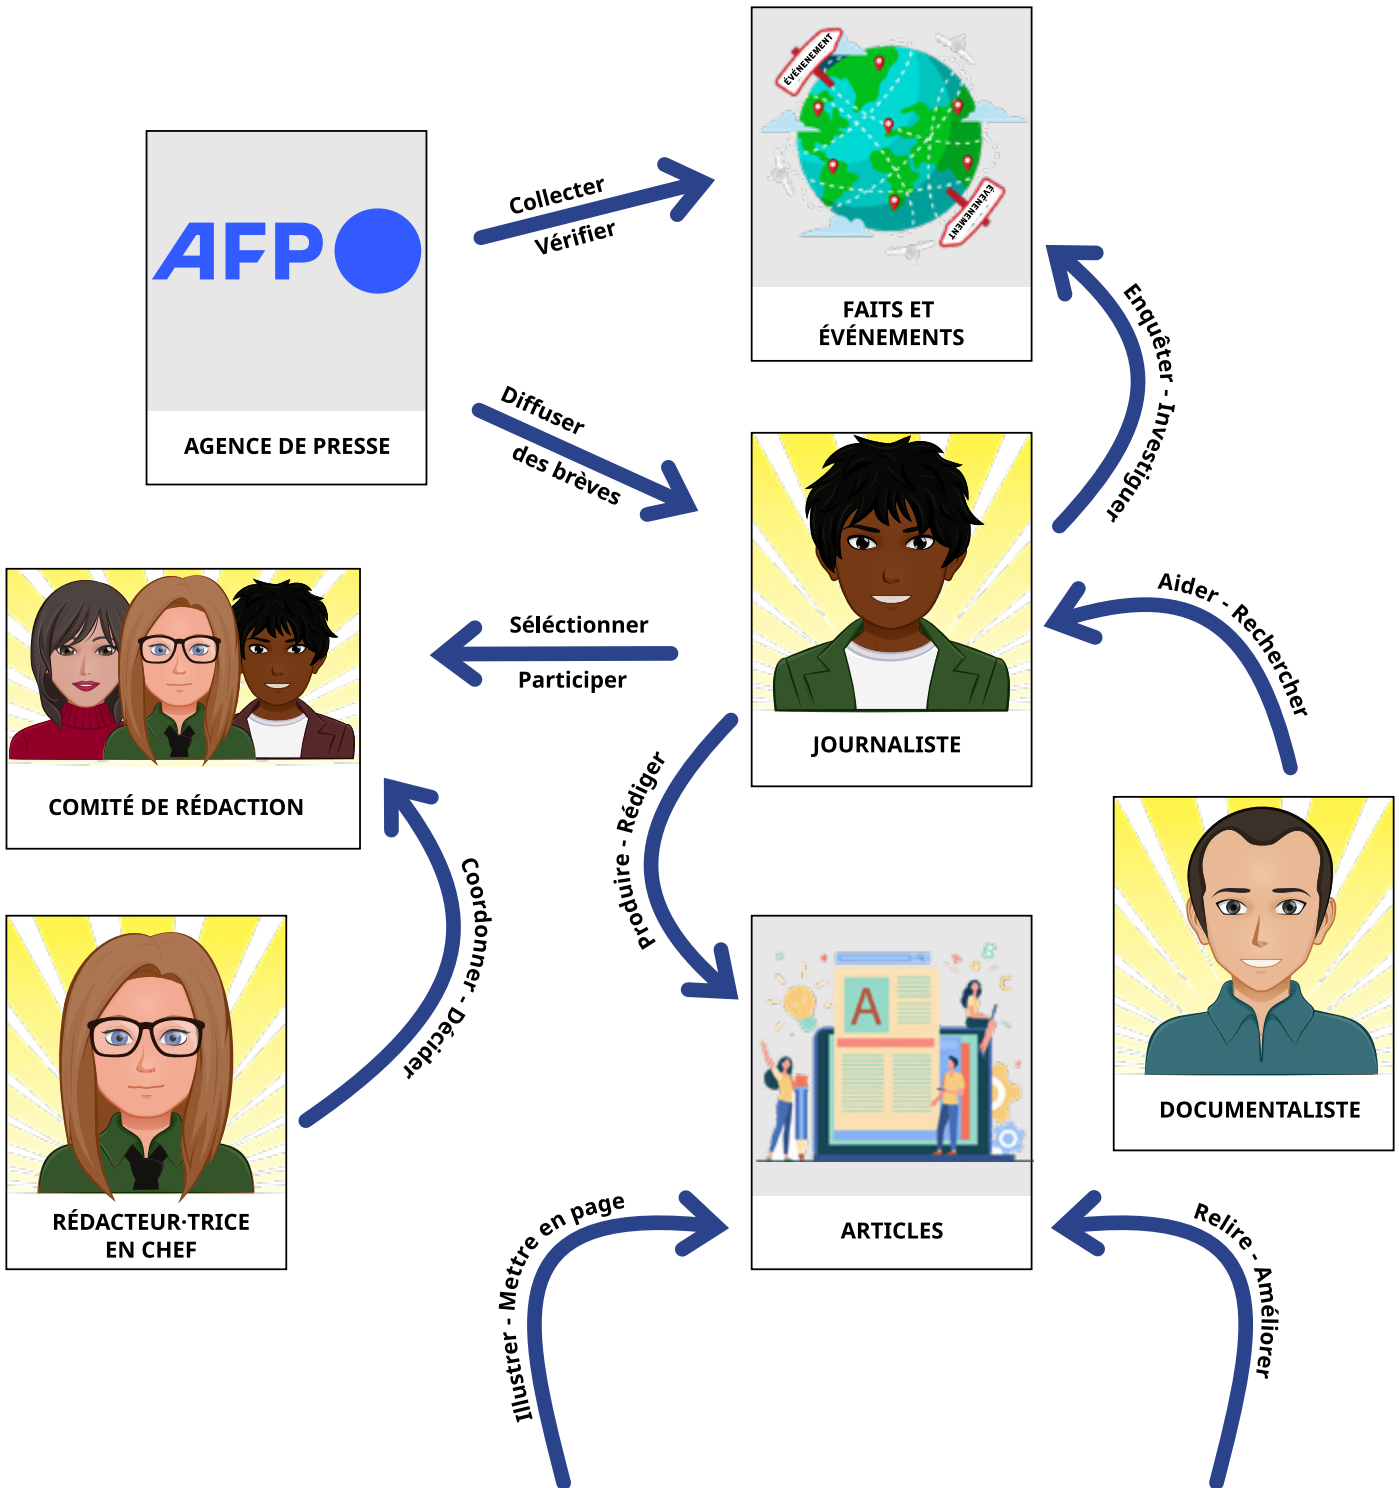 ÉVÉNENEMENT
ÉVÉNENEMENT
FAITS ET
ÉVÉNEMENTS
AFP
AGENCE DE PRESSE
Collecter
Vérifier
Diffuser
des brèves
Enquêter - Investiguer
JOURNALISTE
Séléctionner
Participer
Aider - Rechercher
COMITÉ DE RÉDACTION
Produire - Rédiger
Coordonner - Décider
A
DOCUMENTALISTE
RÉDACTEUR·TRICE
EN CHEF
ARTICLES
Illustrer - Mettre en page
Relire - Améliorer